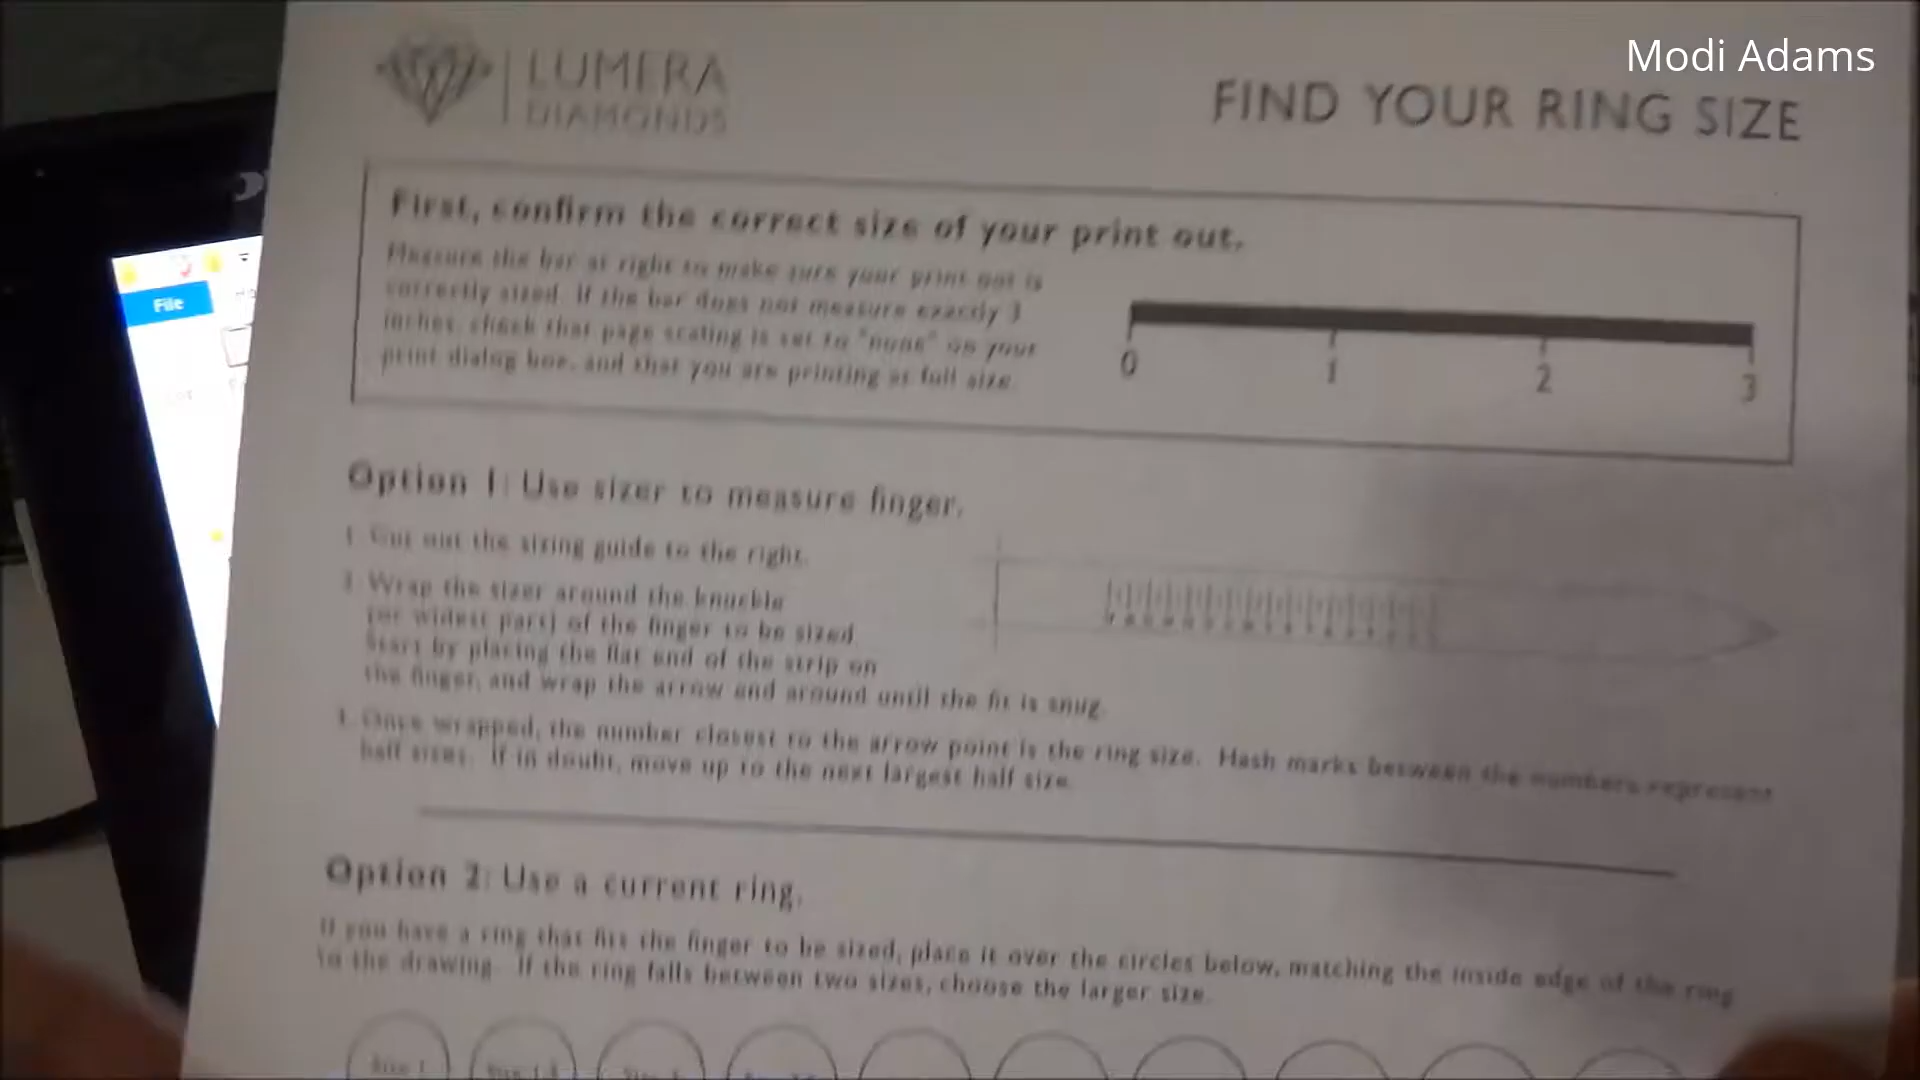 Modi Adams
LUMERA
DIAMONDS
FIND YOUR RING SIZE
First, confirm the correct size of your print out.
Measure the bar at right to make sure your print out is
correctly sized. If the bar does not measure exactly 3
inches, check that page scaling is set to "none" on your
print dialog box, and that you are printing at full size.
0 1 2 3
File
Option 1: Use sizer to measure finger.
1. Cut out the sizing guide to the right.
2. Wrap the sizer around the knuckle
(or widest part) of the finger to be sized.
Start by placing the flat end of the strip on
the finger, and wrap the arrow end around until the fit is snug.
3. Once wrapped, the number closest to the arrow point is the ring size. Hash marks between the numbers represent
half sizes. If in doubt, move up to the next largest half size.
Option 2: Use a current ring.
If you have a ring that fits the finger to be sized, place it over the circles below, matching the inside edge of the ring
to the drawing. If the ring falls between two sizes, choose the larger size.